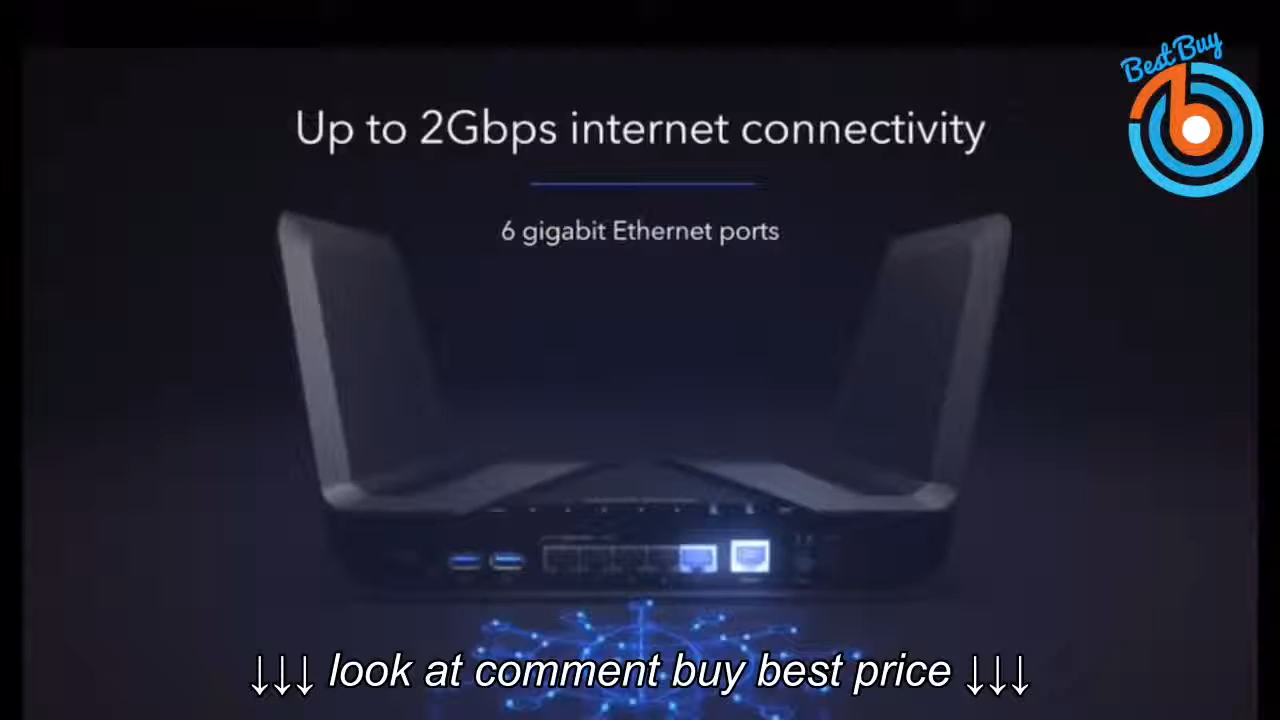 Best Buy
Up to 2Gbps internet connectivity
6 gigabit Ethernet ports
↓↓↓ look at comment buy best price ↓↓↓